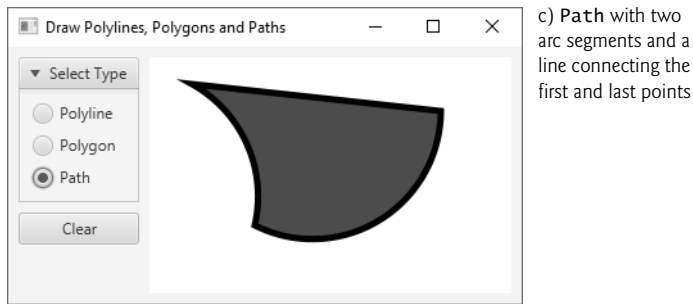 Draw Polylines, Polygons and Paths
Select Type
Polyline
Polygon
Path
Clear
c) Path with two
arc segments and a
line connecting the
first and last points